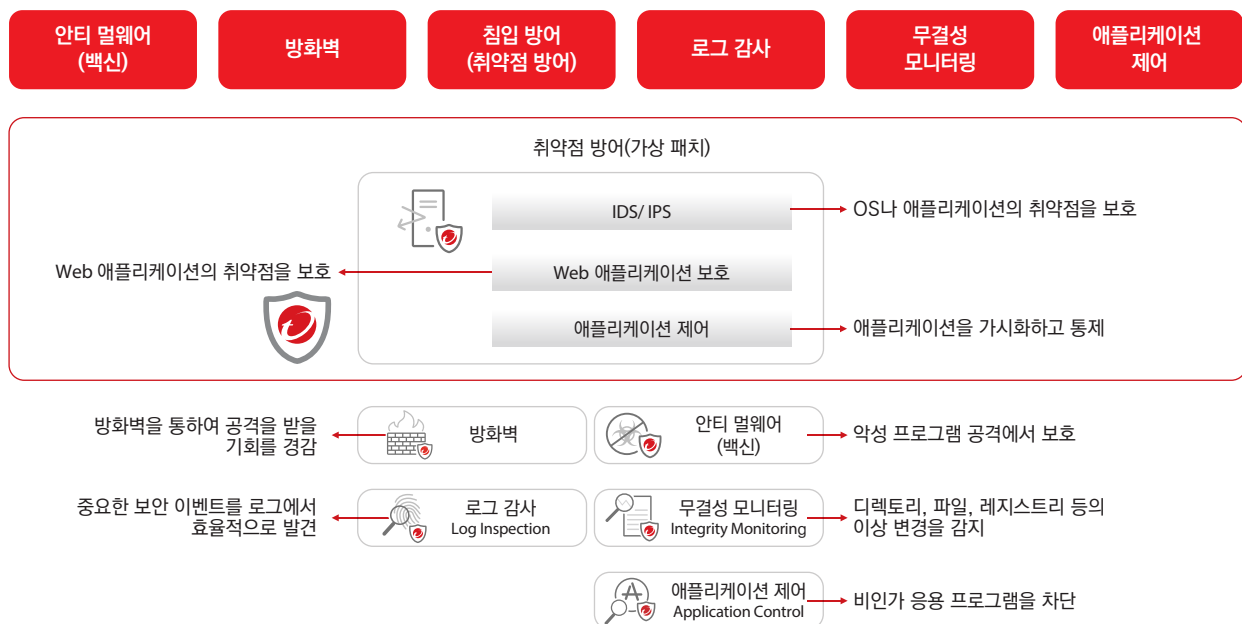 안티 멀웨어
(백신)
방화벽
침입 방어
(취약점 방어)
로그 감사
무결성
모니터링
애플리케이션
제어
취약점 방어(가상 패치)
IDS/ IPS
OS나 애플리케이션의 취약점을 보호
Web 애플리케이션의 취약점을 보호
Web 애플리케이션 보호
애플리케이션 제어
애플리케이션을 가시화하고 통제
방화벽을 통하여 공격을 받을
기회를 경감
방화벽
안티 멀웨어
(백신)
악성 프로그램 공격에서 보호
중요한 보안 이벤트를 로그에서
효율적으로 발견
로그 감사
Log Inspection
무결성 모니터링
Integrity Monitoring
디렉토리, 파일, 레지스트리 등의
이상 변경을 감지
애플리케이션 제어
Application Control
비인가 응용 프로그램을 차단